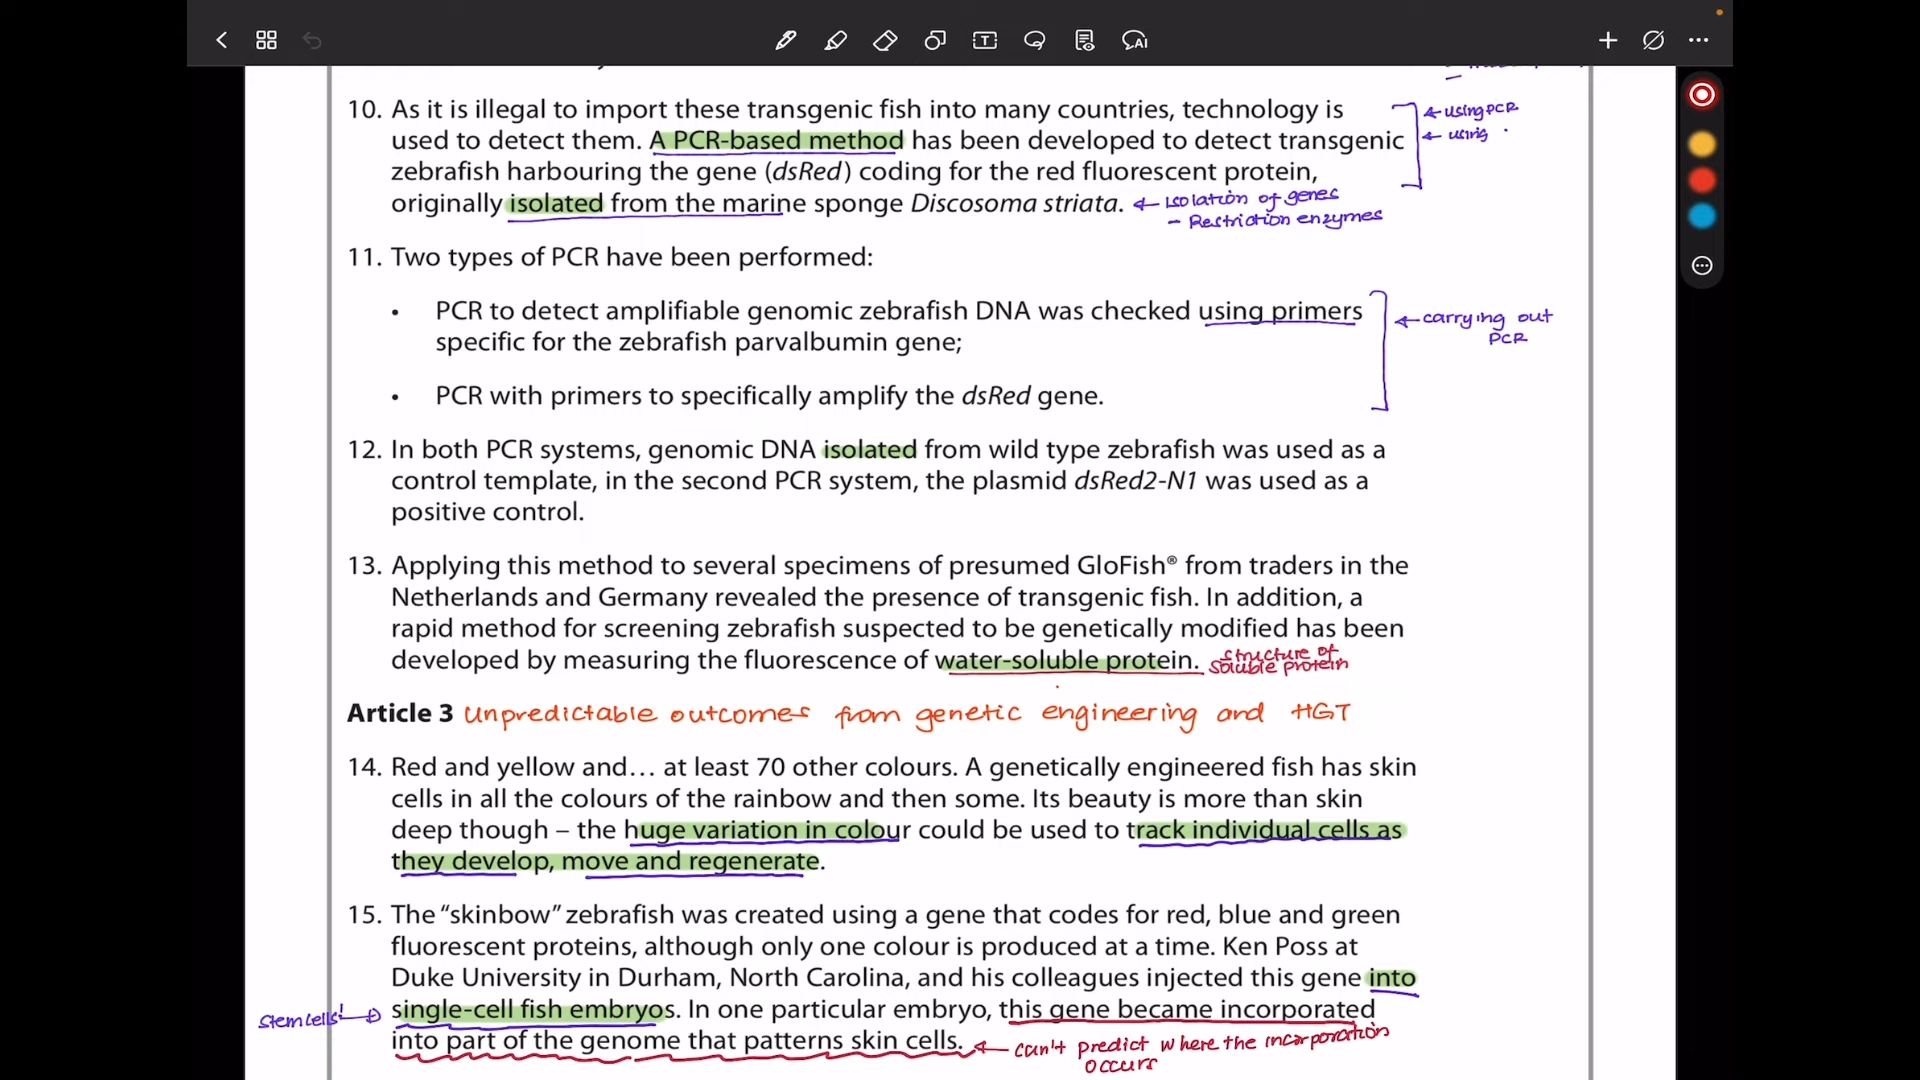 10. As it is illegal to import these transgenic fish into many countries, technology is
used to detect them. A PCR-based method has been developed to detect transgenic
zebrafish harbouring the gene (dsRed) coding for the red fluorescent protein,
originally isolated from the marine sponge Discosoma striata.
← using PCR
← using
← isolation of genes
- Restriction enzymes
11. Two types of PCR have been performed:
• PCR to detect amplifiable genomic zebrafish DNA was checked using primers
specific for the zebrafish parvalbumin gene;
• PCR with primers to specifically amplify the dsRed gene.
← carrying out
PCR
12. In both PCR systems, genomic DNA isolated from wild type zebrafish was used as a
control template, in the second PCR system, the plasmid dsRed2-N1 was used as a
positive control.
13. Applying this method to several specimens of presumed GloFish® from traders in the
Netherlands and Germany revealed the presence of transgenic fish. In addition, a
rapid method for screening zebrafish suspected to be genetically modified has been
developed by measuring the fluorescence of water-soluble protein.
structure of
soluble protein
Article 3 Unpredictable outcomes from genetic engineering and HGT
14. Red and yellow and… at least 70 other colours. A genetically engineered fish has skin
cells in all the colours of the rainbow and then some. Its beauty is more than skin
deep though – the huge variation in colour could be used to track individual cells as
they develop, move and regenerate.
15. The “skinbow” zebrafish was created using a gene that codes for red, blue and green
fluorescent proteins, although only one colour is produced at a time. Ken Poss at
Duke University in Durham, North Carolina, and his colleagues injected this gene into
single-cell fish embryos. In one particular embryo, this gene became incorporated
into part of the genome that patterns skin cells.
Stem cells! →
← can't predict where the incorporation
occurs
AI
T